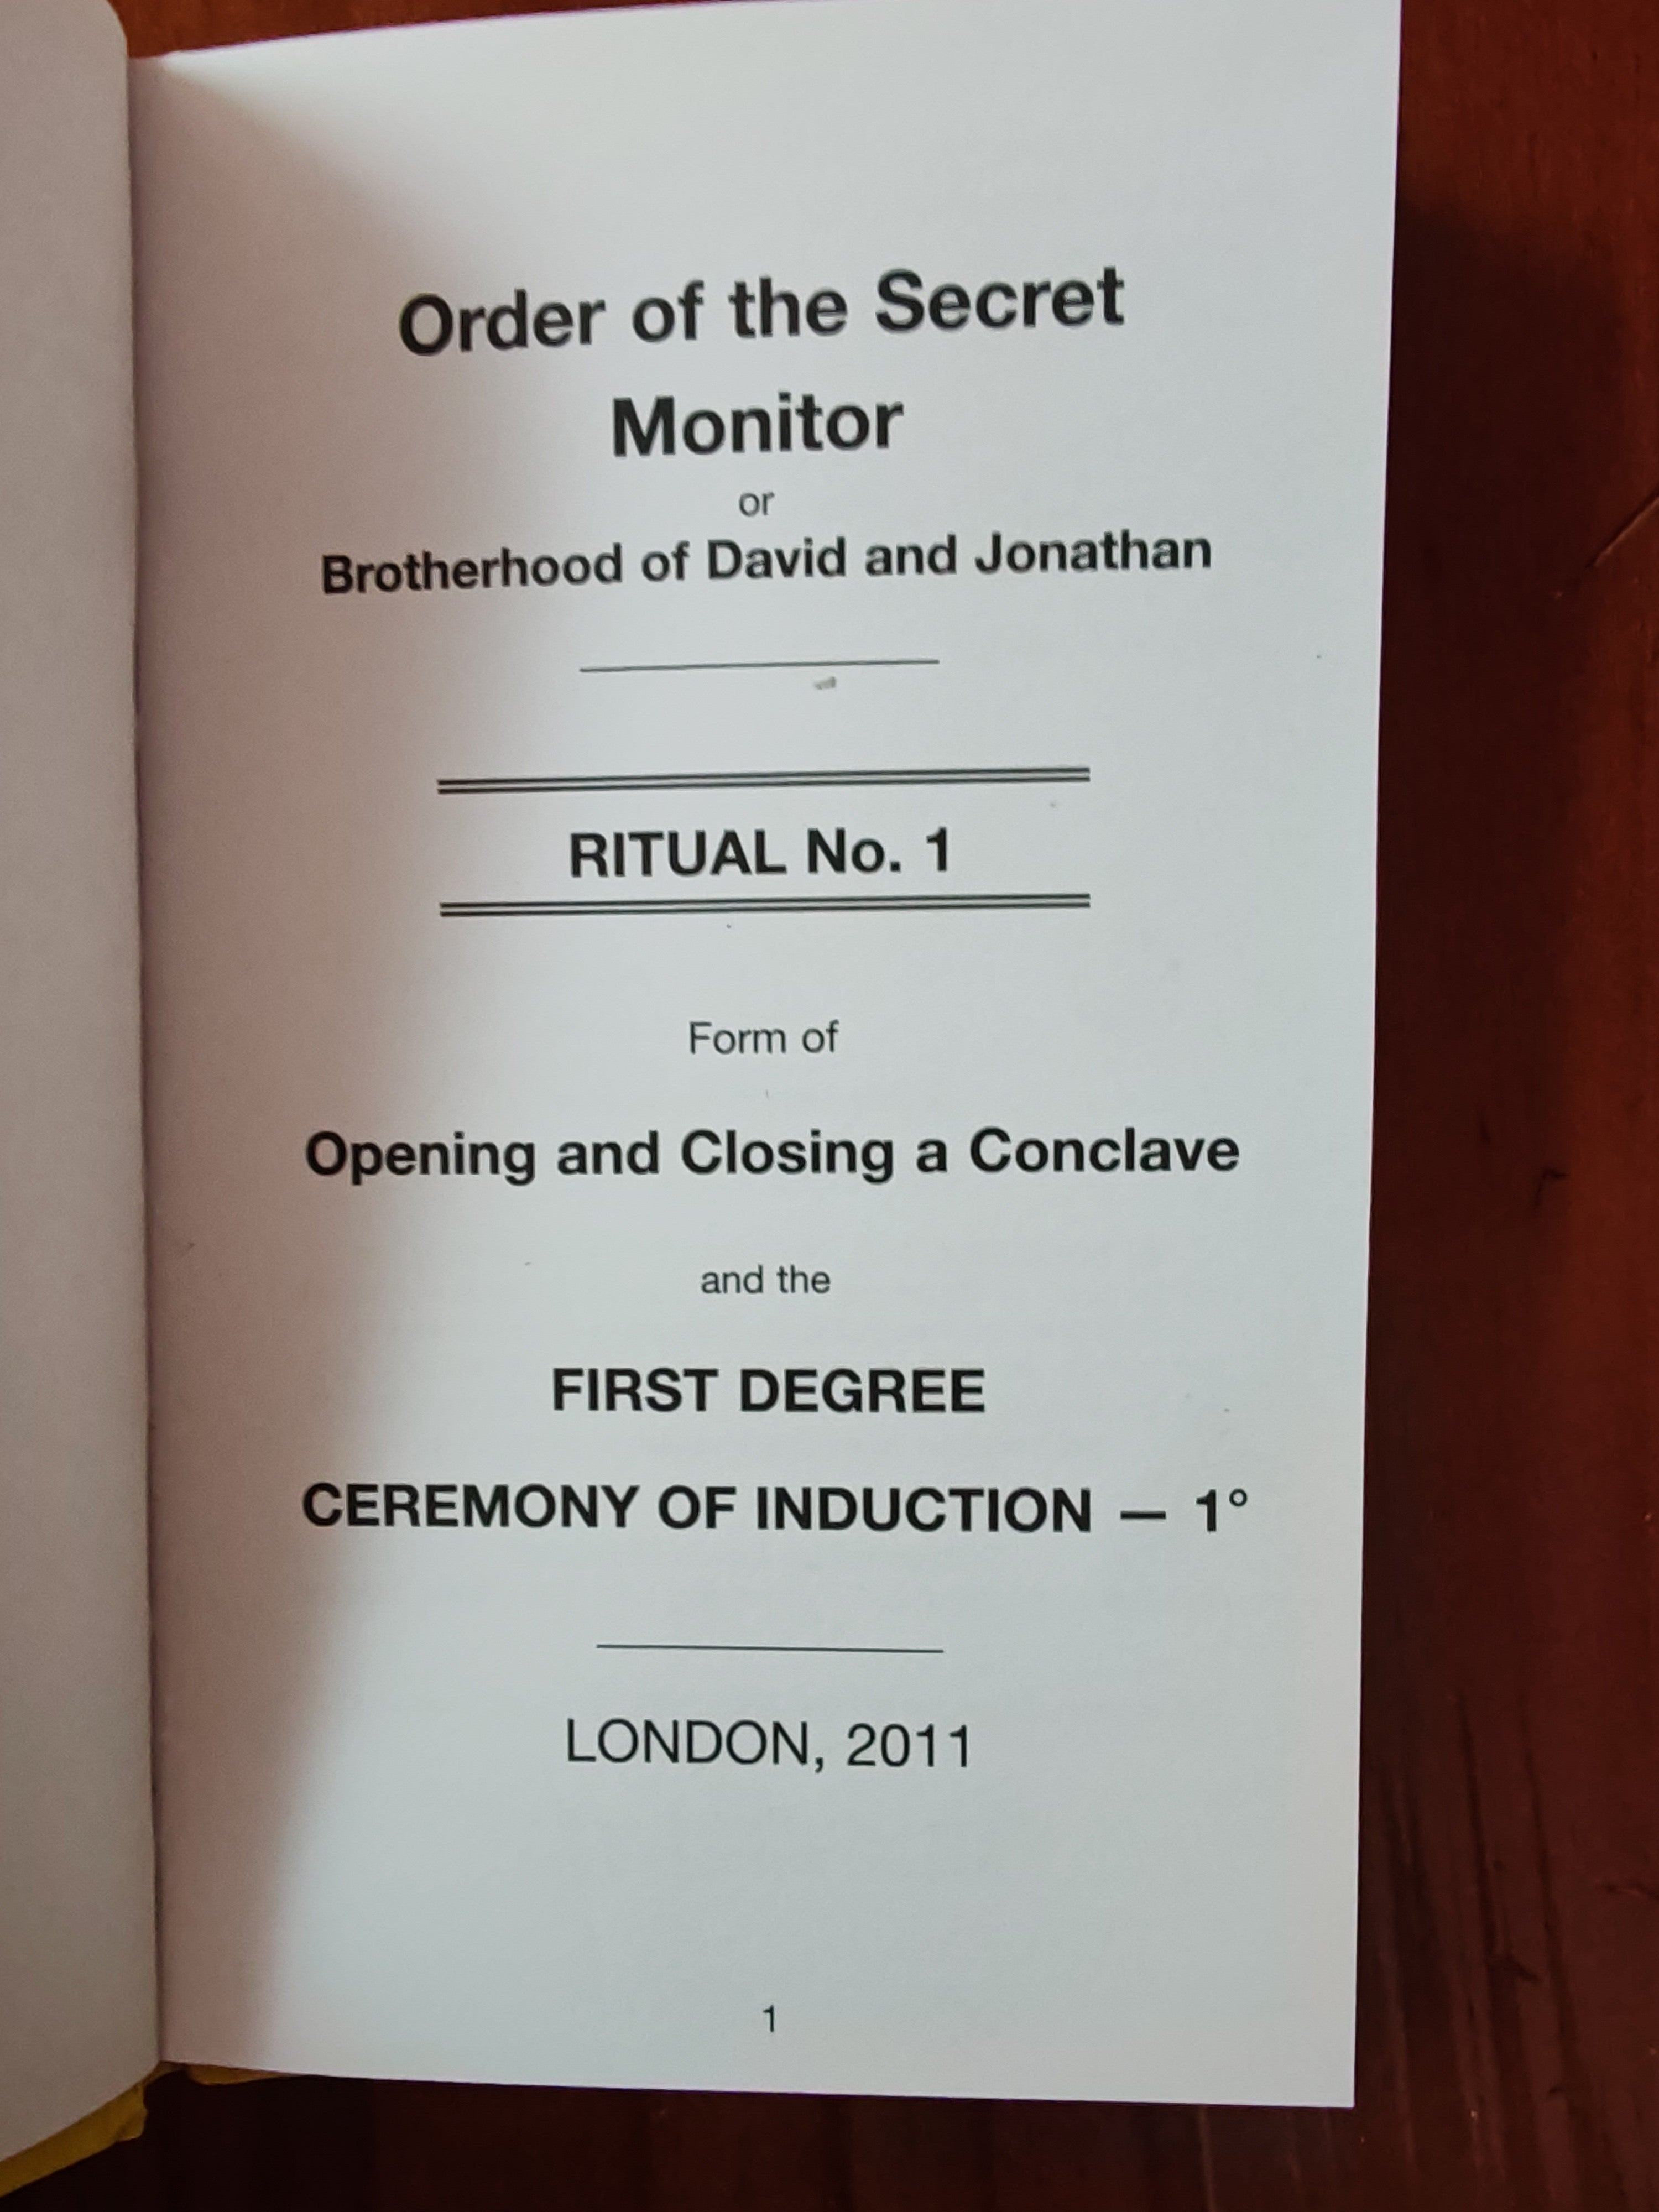 Order of the Secret
Monitor
or
Brotherhood of David and Jonathan
RITUAL No. 1
Form of
Opening and Closing a Conclave
and the
FIRST DEGREE
CEREMONY OF INDUCTION — 1°
LONDON, 2011
1